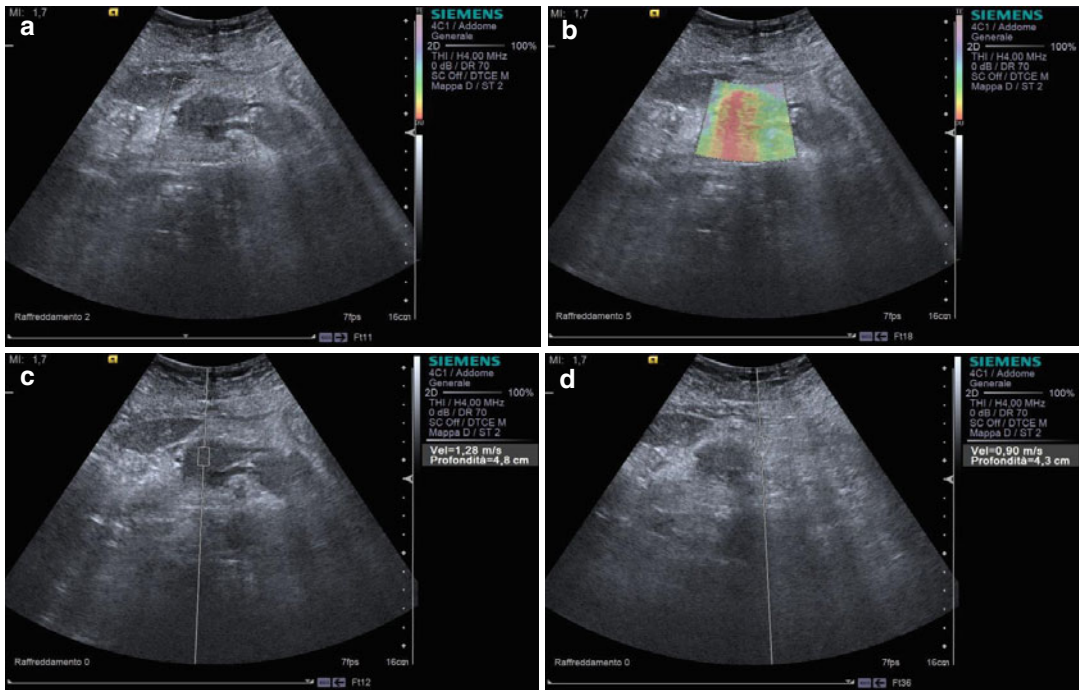 MI: 1,7
a
SIEMENS
4C1 / Addome
Generale
2D 100%
THI / H4,00 MHz
0 dB / DR 70
SC Off / DTCE M
Mappa D / ST 2
Raffreddamento 2
7fps
16cm
Ft11
MI: 1,7
b
SIEMENS
4C1 / Addome
Generale
2D 100%
THI / H4,00 MHz
0 dB / DR 70
SC Off / DTCE M
Mappa D / ST 2
Raffreddamento 5
7fps
16cm
Ft18
MI: 1,7
c
SIEMENS
4C1 / Addome
Generale
2D 100%
THI / H4,00 MHz
0 dB / DR 70
SC Off / DTCE M
Mappa D / ST 2
Vel=1,28 m/s
Profondità=4,8 cm
Raffreddamento 0
7fps
16cm
Ft12
MI: 1,7
d
SIEMENS
4C1 / Addome
Generale
2D 100%
THI / H4,00 MHz
0 dB / DR 70
SC Off / DTCE M
Mappa D / ST 2
Vel=0,90 m/s
Profondità=4,3 cm
Raffreddamento 0
7fps
16cm
Ft36